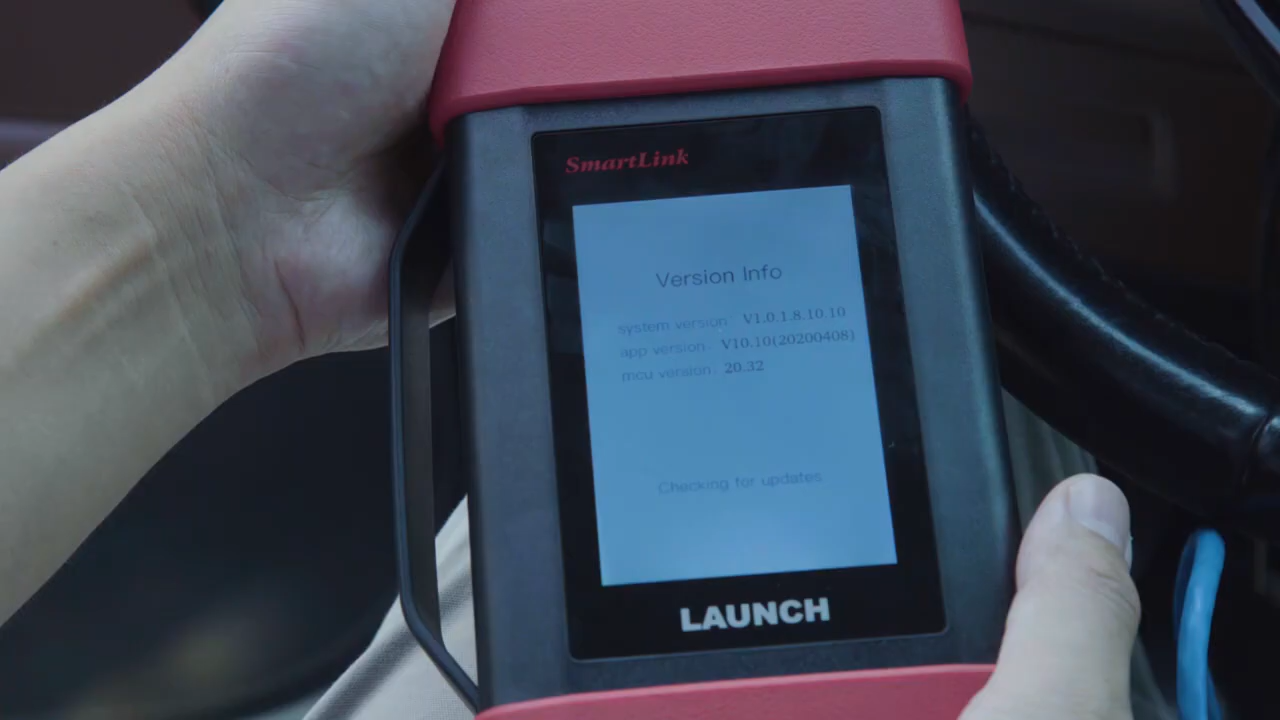 SmartLink
Version Info
system version: V1.0.1.8.10.10
app version: V10.10(20200408)
mcu version: 20.32
Checking for updates
LAUNCH